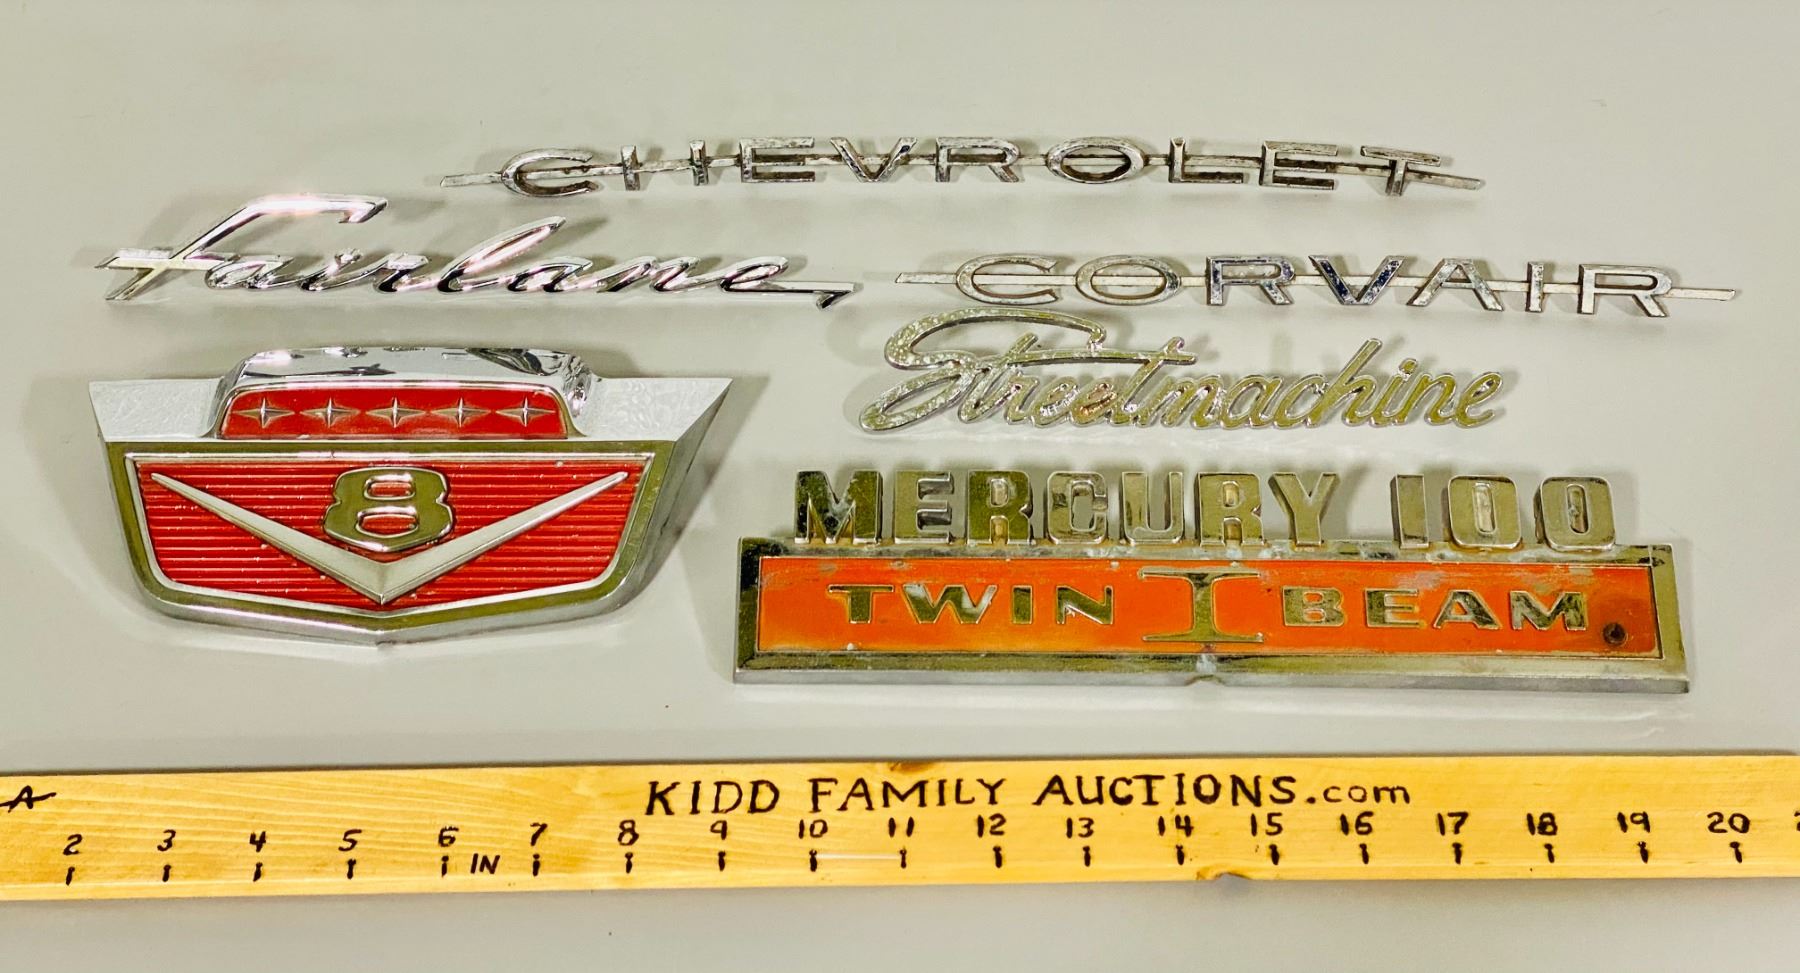 CHEVROLET
Fairlane
CORVAIR
Streetmachine
8
MERCURY 100
TWIN I BEAM
KIDD FAMILY AUCTIONS.com
2 3 4 5 6 IN 7 8 9 10 11 12 13 14 15 16 17 18 19 20